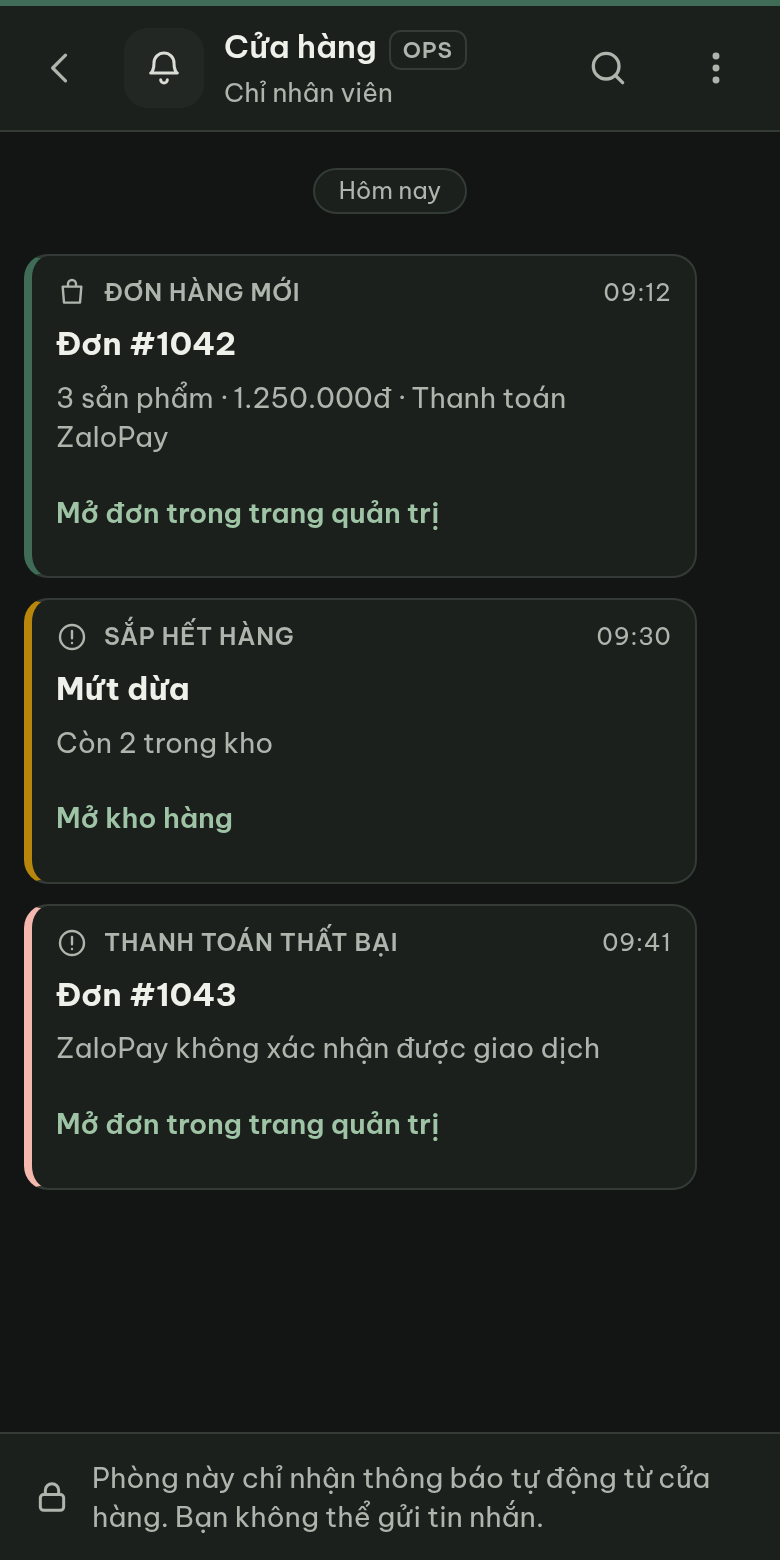 Cửa hàng OPS
Chỉ nhân viên
Hôm nay
ĐƠN HÀNG MỚI 09:12
Đơn #1042
3 sản phẩm · 1.250.000đ · Thanh toán
ZaloPay
Mở đơn trong trang quản trị
SẮP HẾT HÀNG 09:30
Mứt dừa
Còn 2 trong kho
Mở kho hàng
THANH TOÁN THẤT BẠI 09:41
Đơn #1043
ZaloPay không xác nhận được giao dịch
Mở đơn trong trang quản trị
Phòng này chỉ nhận thông báo tự động từ cửa
hàng. Bạn không thể gửi tin nhắn.